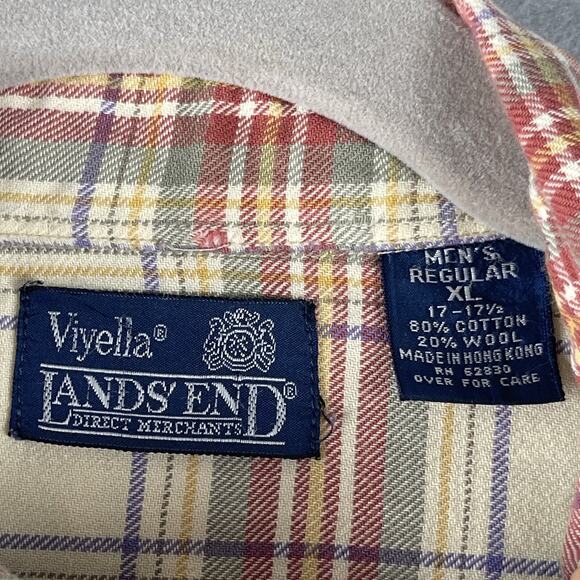 Viyella®
LANDS' END®
DIRECT MERCHANTS
MEN'S
REGULAR
XL
17-17½
80% COTTON
20% WOOL
MADE IN HONG KONG
RN 62830
OVER FOR CARE